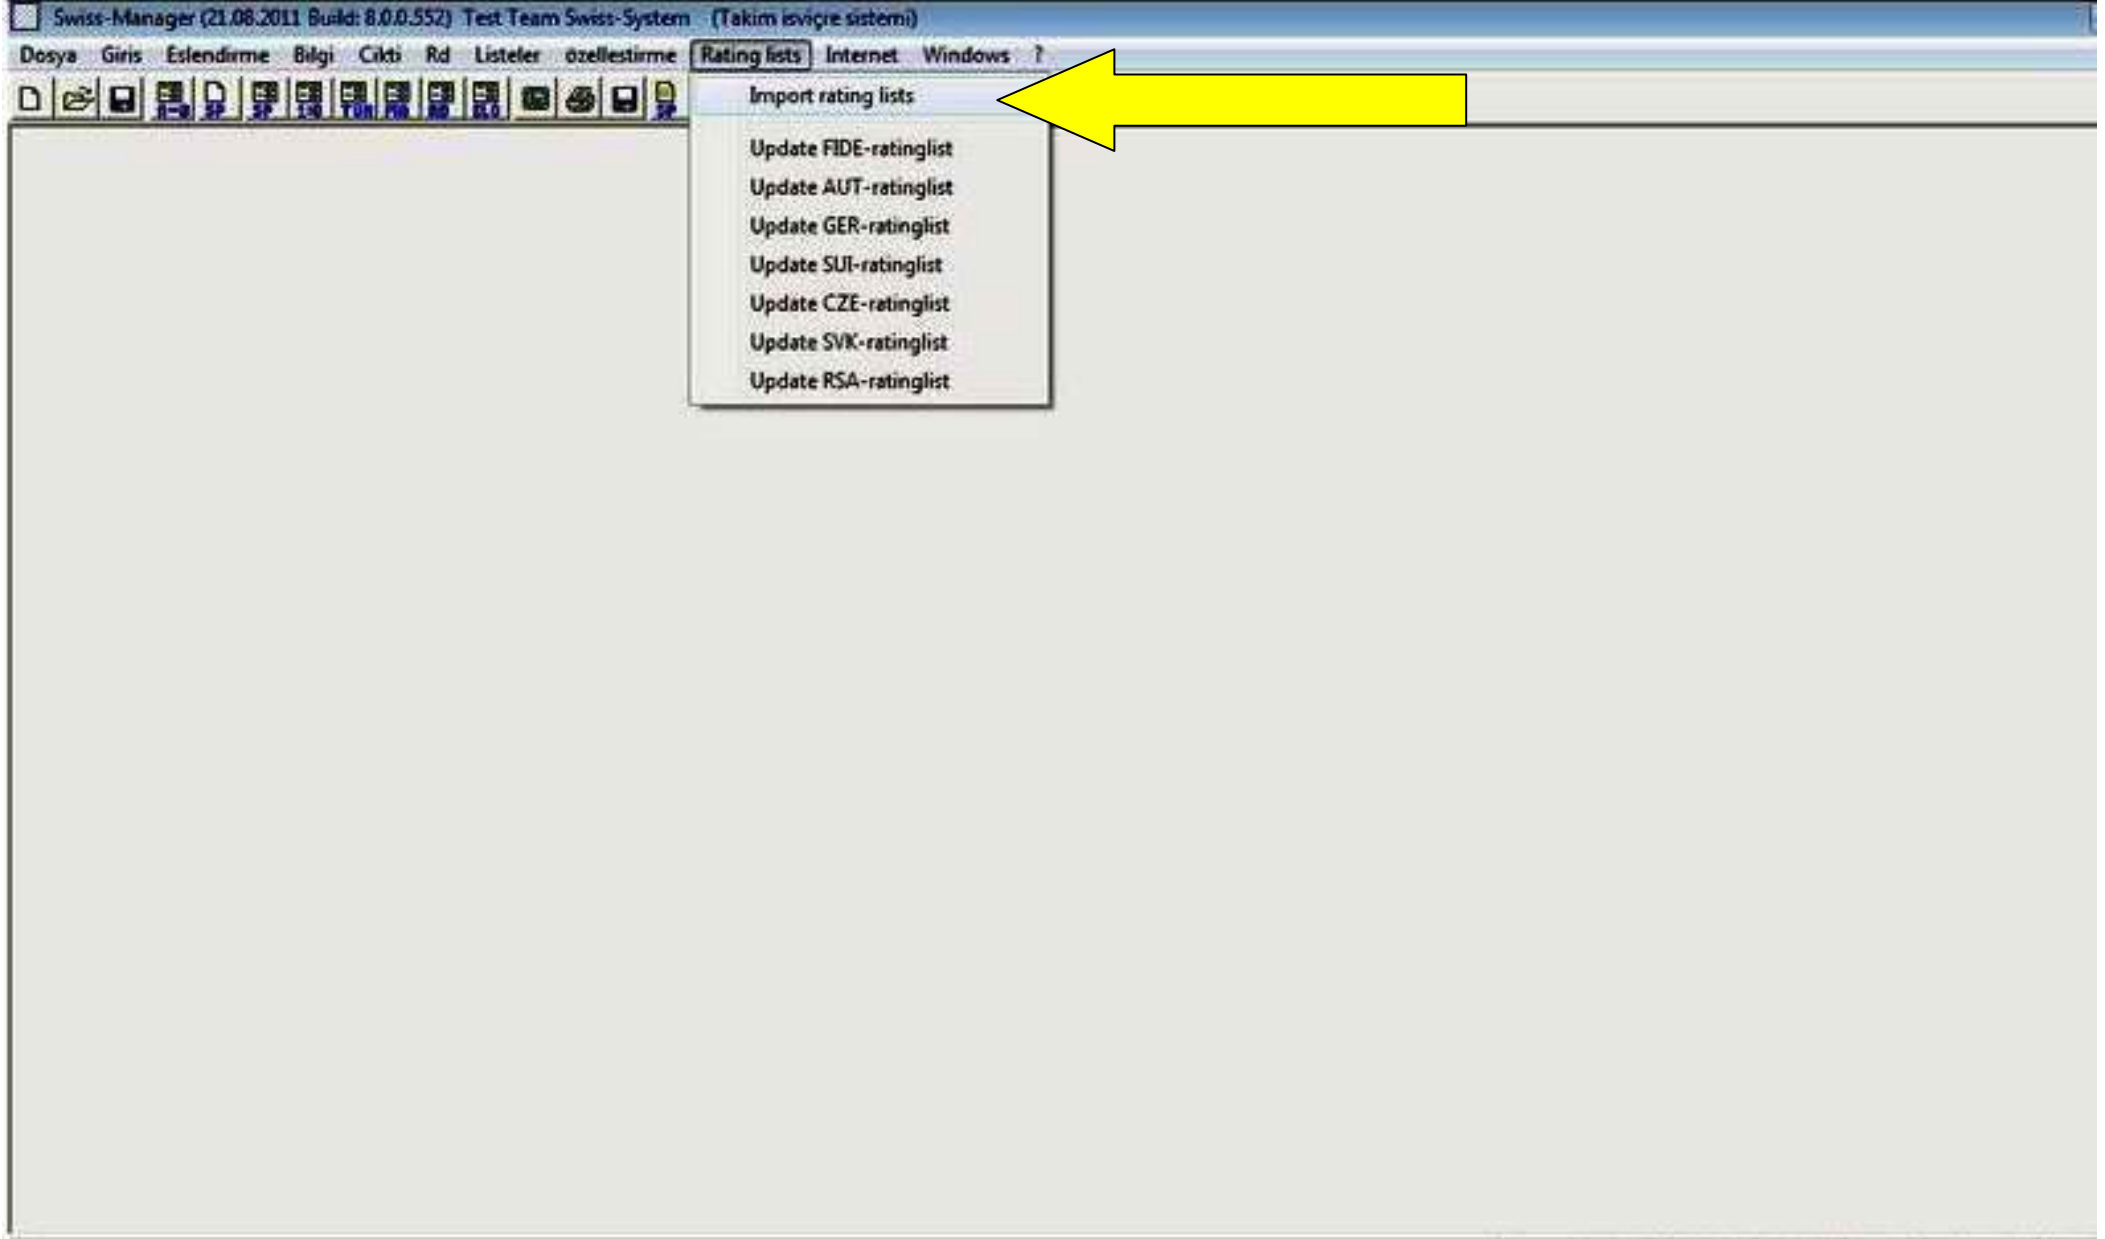 Swiss-Manager (21.08.2011 Build: 8.0.0.552) Test Team Swiss-System (Takim isviçre sistemi)
Dosya Giris Eslendirme Bilgi Cikti Rd Listeler özellestirme Rating lists Internet Windows ?
SP SP
Import rating lists
Update FIDE-ratinglist
Update AUT-ratinglist
Update GER-ratinglist
Update SUI-ratinglist
Update CZE-ratinglist
Update SVK-ratinglist
Update RSA-ratinglist